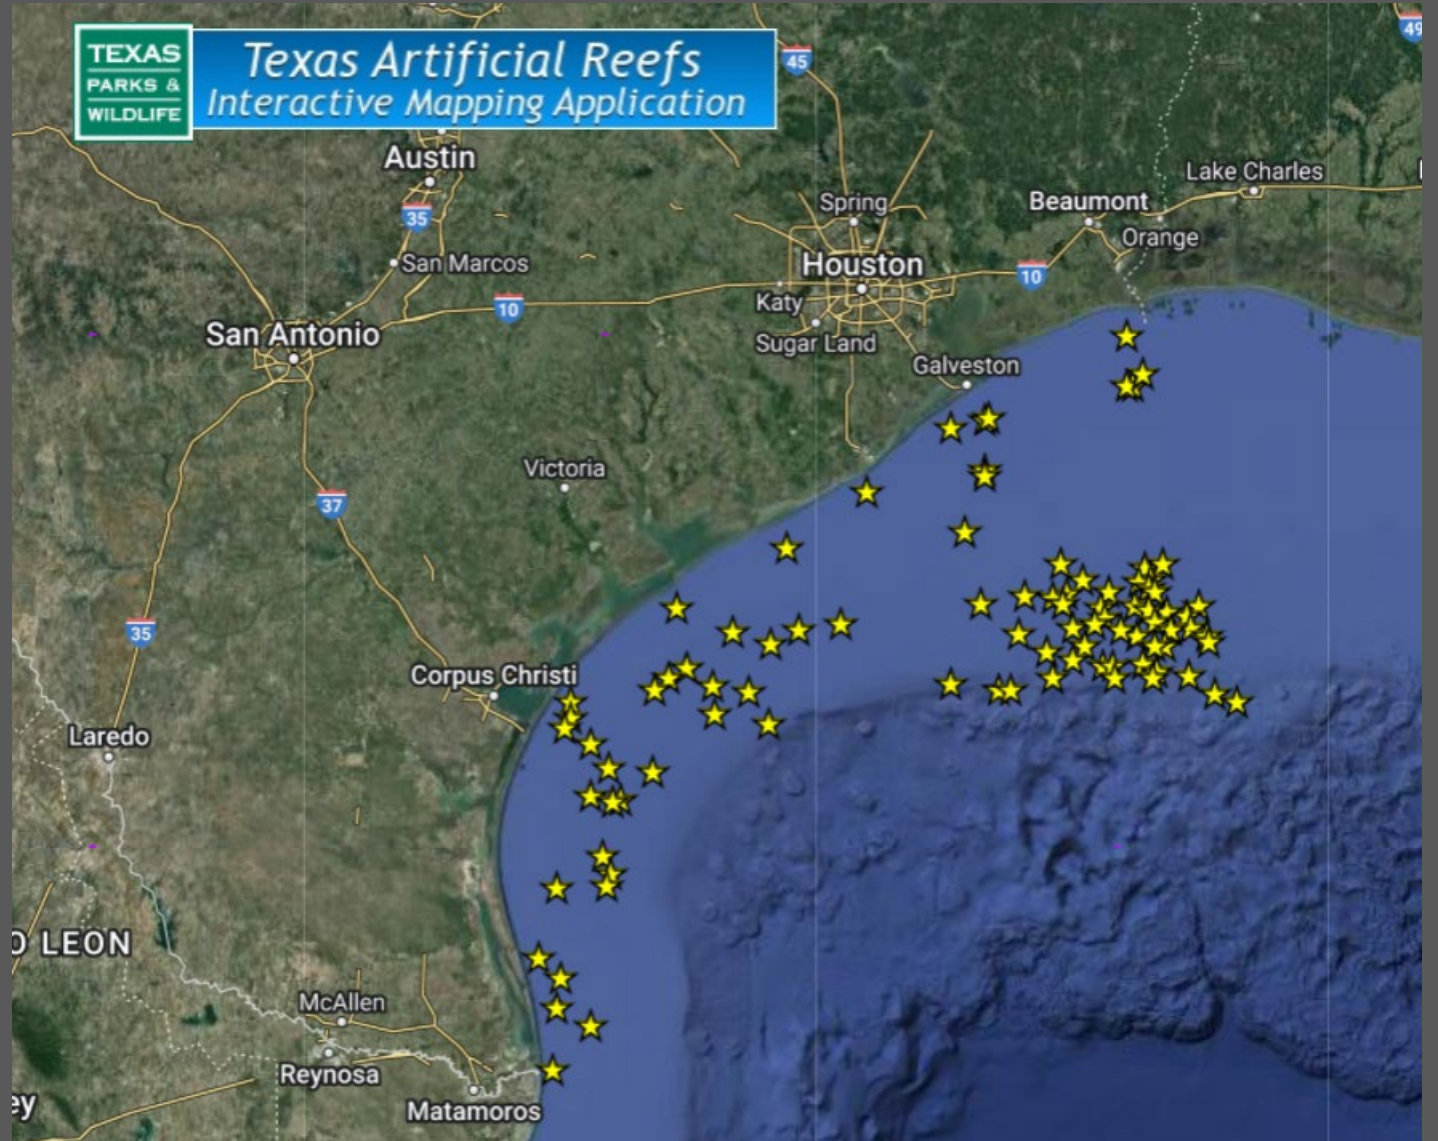 TEXAS
PARKS &
WILDLIFE
Texas Artificial Reefs
Interactive Mapping Application
49
45
Austin
Lake Charles
Spring
Beaumont
35
Orange
San Marcos
Houston
10
Katy
10
San Antonio
Sugar Land
Galveston
Victoria
37
35
Corpus Christi
Laredo
O LEON
McAllen
Reynosa
Matamoros
ey